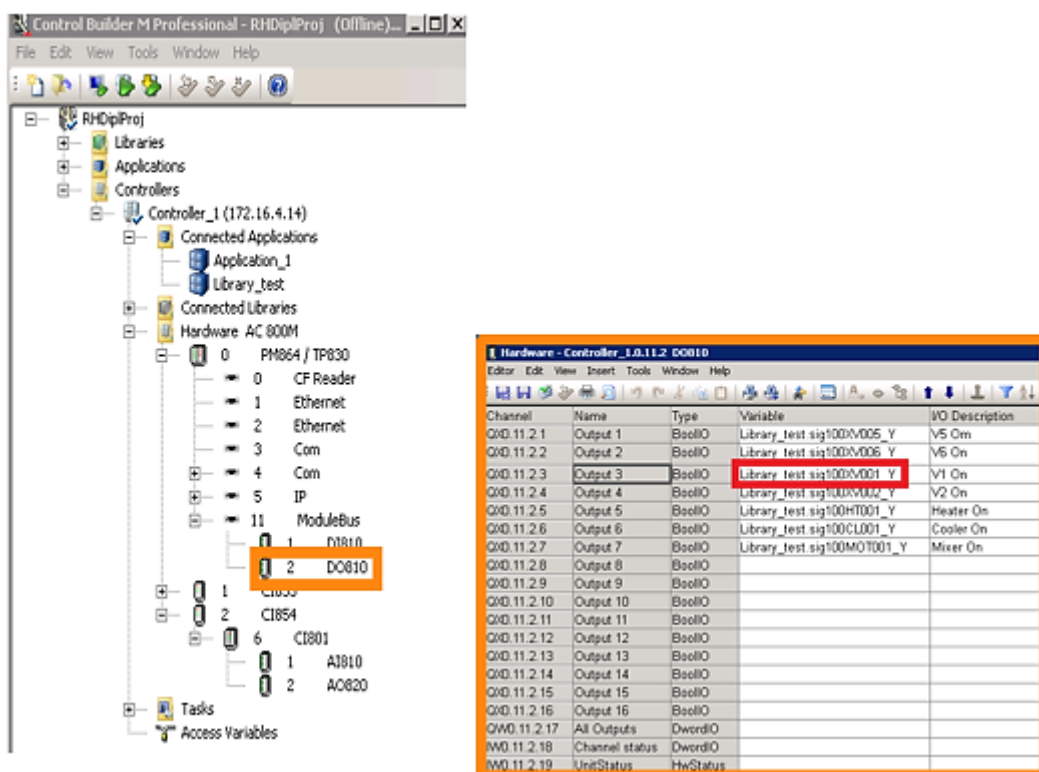 Control Builder M Professional - RHDiplProj (Offline)...
File Edit View Tools Window Help
RHDiplProj
Libraries
Applications
Controllers
Controller_1 (172.16.4.14)
Connected Applications
Application_1
Library_test
Connected Libraries
Hardware AC 800M
0 PM864 / TP830
0 CF Reader
1 Ethernet
2 Ethernet
3 Com
4 Com
5 IP
11 ModuleBus
1 DI810
2 DO810
1 CI853
2 CI854
6 CI801
1 AI810
2 AO820
Tasks
Access Variables
Hardware - Controller_1.0.11.2 DO810
Editor Edit View Insert Tools Window Help
Channel Name Type Variable I/O Description
QX0.11.2.1 Output 1 BoolIO Library_test.sig100XV005_Y V5 Om
QX0.11.2.2 Output 2 BoolIO Library_test.sig100XV006_Y V6 On
QX0.11.2.3 Output 3 BoolIO Library_test.sig100XV001_Y V1 On
QX0.11.2.4 Output 4 BoolIO Library_test.sig100XV002_Y V2 On
QX0.11.2.5 Output 5 BoolIO Library_test.sig100HT001_Y Heater On
QX0.11.2.6 Output 6 BoolIO Library_test.sig100CL001_Y Cooler On
QX0.11.2.7 Output 7 BoolIO Library_test.sig100MOT001_Y Mixer On
QX0.11.2.8 Output 8 BoolIO
QX0.11.2.9 Output 9 BoolIO
QX0.11.2.10 Output 10 BoolIO
QX0.11.2.11 Output 11 BoolIO
QX0.11.2.12 Output 12 BoolIO
QX0.11.2.13 Output 13 BoolIO
QX0.11.2.14 Output 14 BoolIO
QX0.11.2.15 Output 15 BoolIO
QX0.11.2.16 Output 16 BoolIO
QW0.11.2.17 All Outputs DwordIO
IW0.11.2.18 Channel status DwordIO
IW0.11.2.19 UnitStatus HwStatus